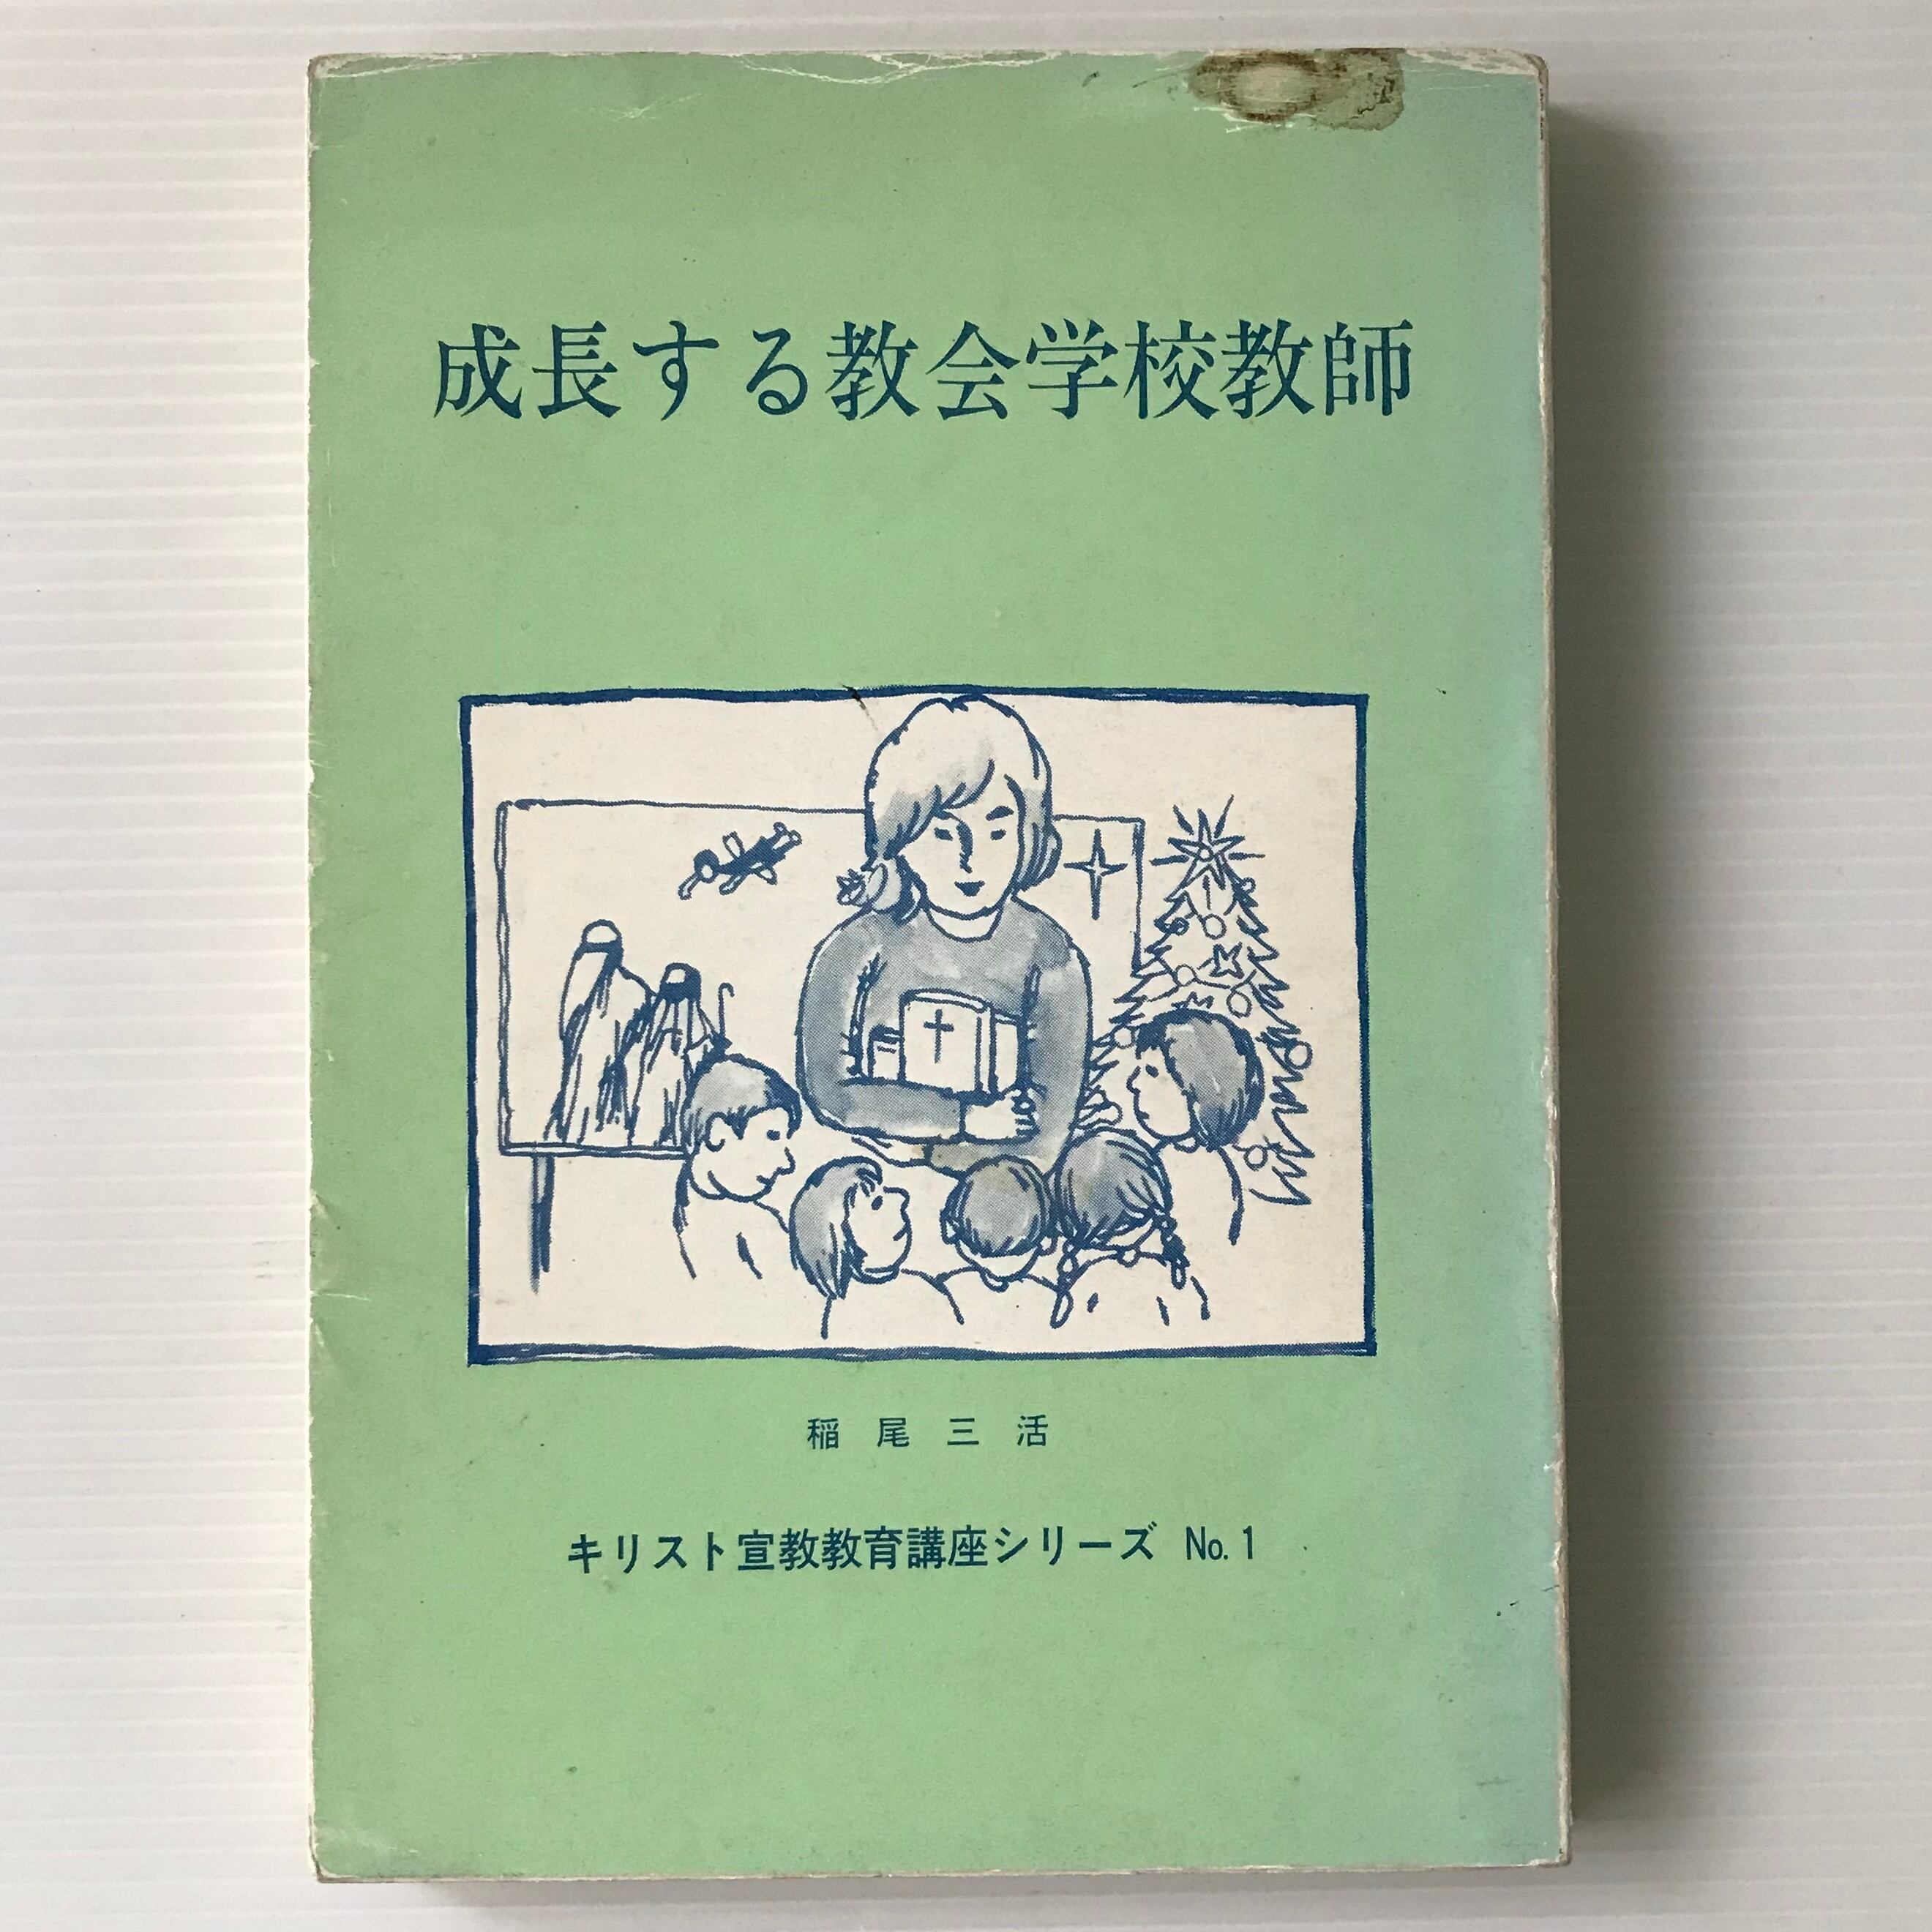 成長する教会学校教師
稲尾三活
キリスト宣教教育講座シリーズ No.1